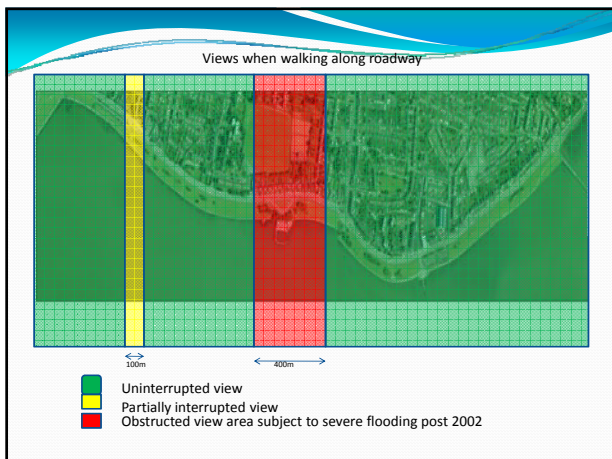 Views when walking along roadway
100m
400m
Uninterrupted view
Partially interrupted view
Obstructed view area subject to severe flooding post 2002